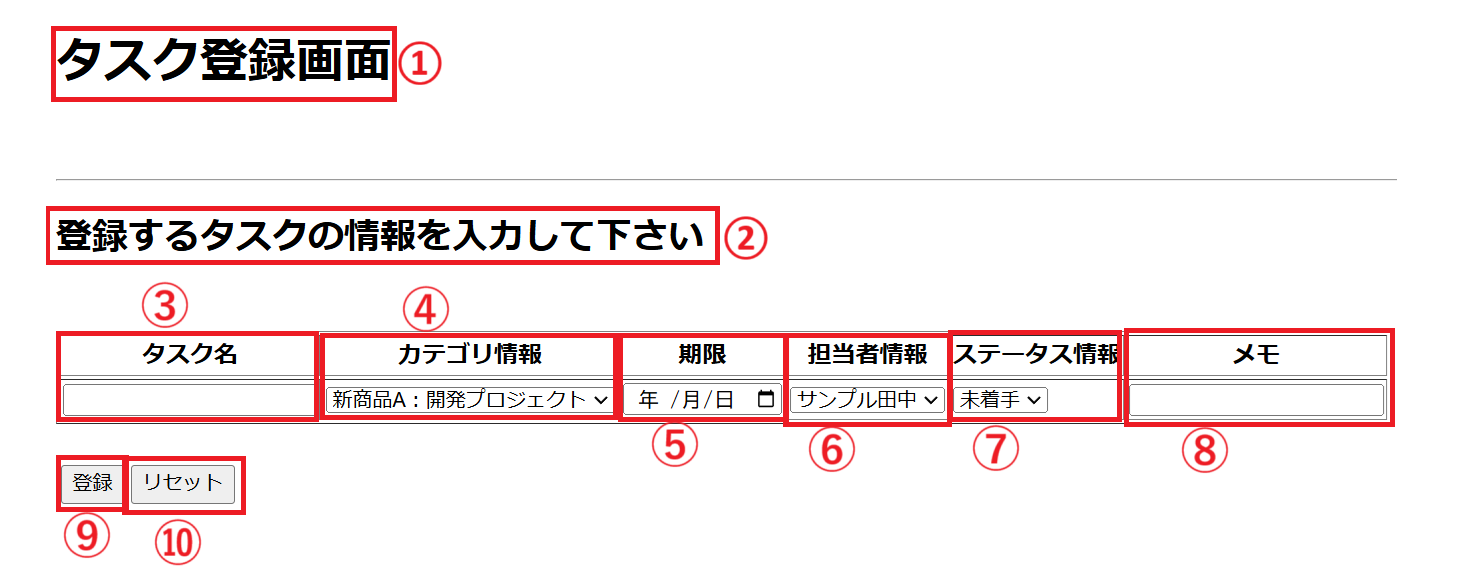 タスク登録画面 ①
登録するタスクの情報を入力して下さい ②
③ ④
タスク名 カテゴリ情報 期限 担当者情報 ステータス情報 メモ
新商品A：開発プロジェクト 年 /月/日 サンプル田中 未着手
⑤ ⑥ ⑦ ⑧
登録 リセット
⑨ ⑩